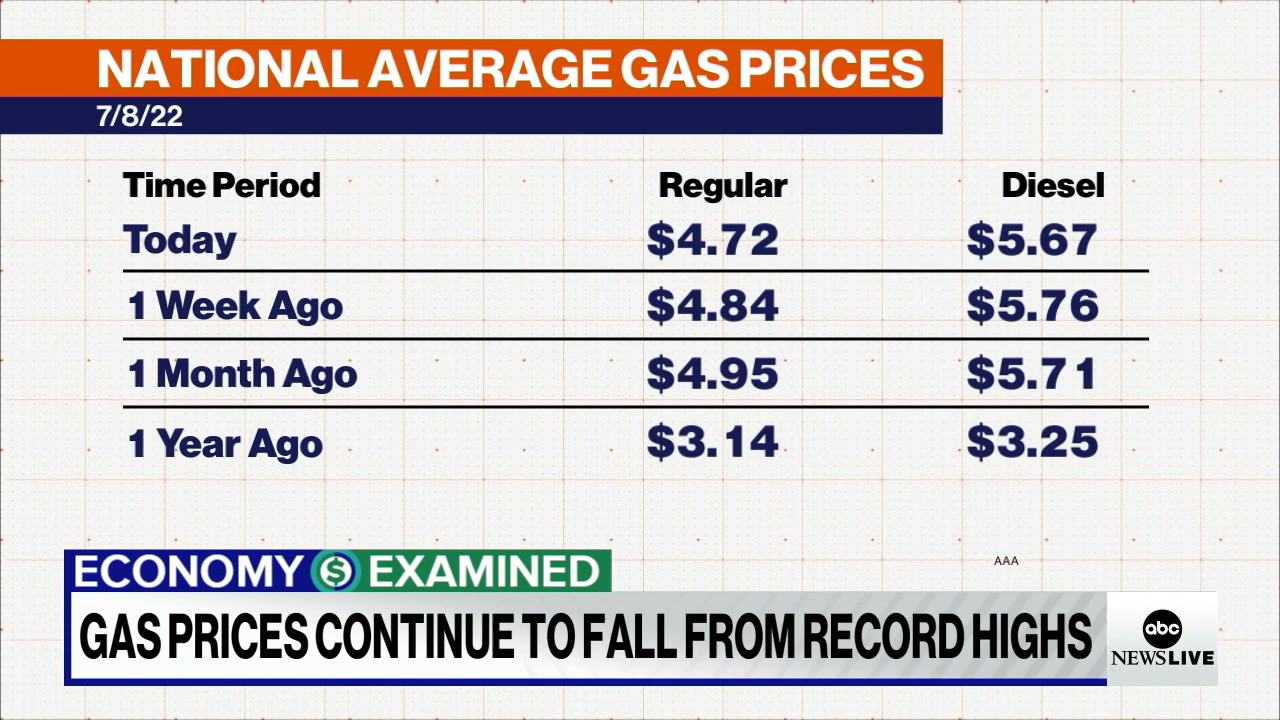 NATIONAL AVERAGE GAS PRICES
7/8/22
Time Period Regular Diesel
Today $4.72 $5.67
1 Week Ago $4.84 $5.76
1 Month Ago $4.95 $5.71
1 Year Ago $3.14 $3.25
ECONOMY $ EXAMINED
AAA
GAS PRICES CONTINUE TO FALL FROM RECORD HIGHS
abc
NEWS LIVE